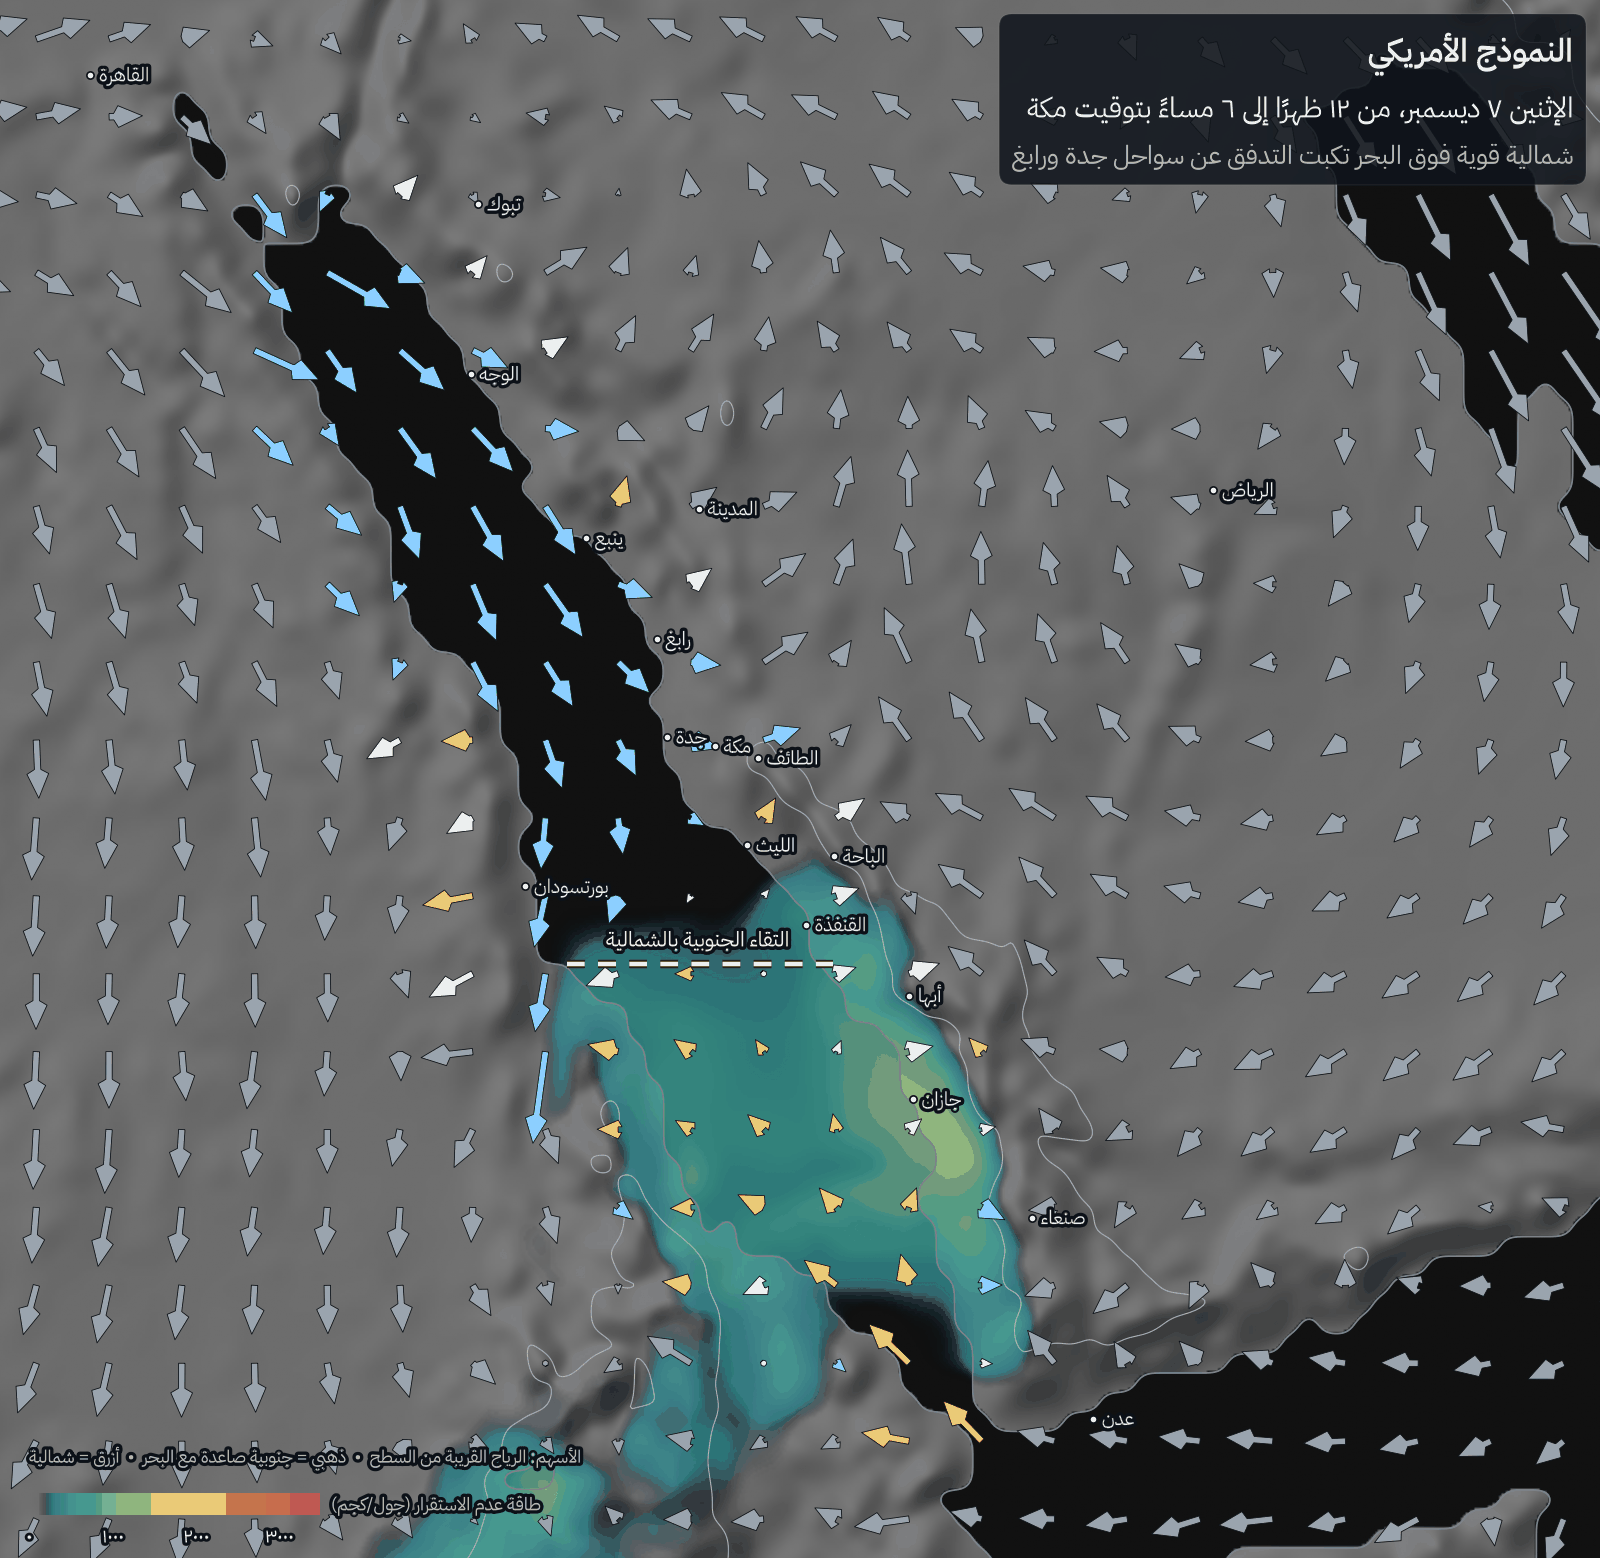 النموذج الأمريكي
الإثنين ٧ ديسمبر، من ١٢ ظهرًا إلى ٦ مساءً بتوقيت مكة
شمالية قوية فوق البحر تكبت التدفق عن سواحل جدة ورابغ
القاهرة
تبوك
الوجه
الرياض
المدينة
ينبع
رابغ
جدة
مكة
الطائف
الليث
الباحة
بورتسودان
القنفذة
التقاء الجنوبية بالشمالية
أبها
جازان
صنعاء
عدن
الأسهم: الرياح القريبة من السطح • ذهبي = جنوبية صاعدة مع البحر • أزرق = شمالية
طاقة عدم الاستقرار (جول/كجم)
٠ ١٠٠٠ ٢٠٠٠ ٣٠٠٠